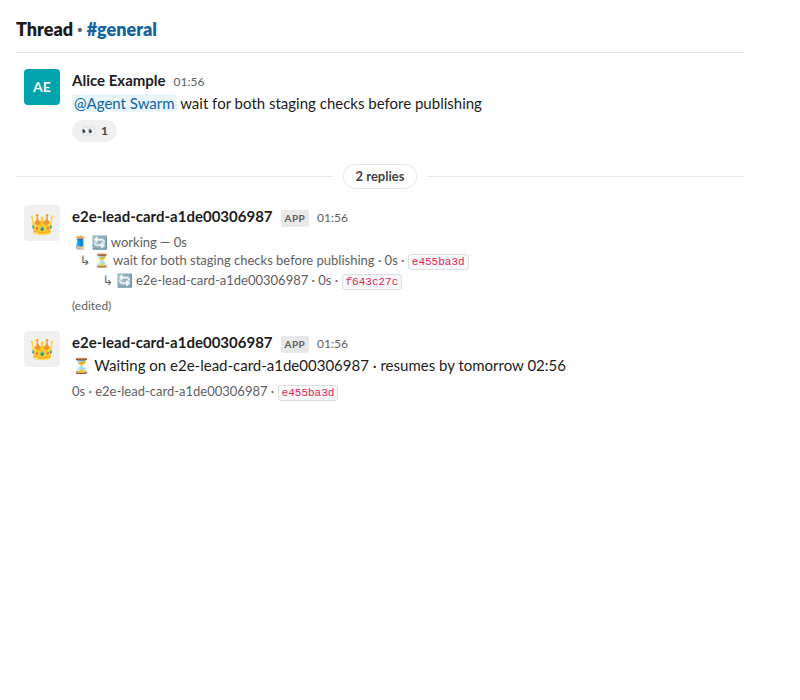 Thread • #general
AE
Alice Example 01:56
@Agent Swarm wait for both staging checks before publishing
👀 1
2 replies
e2e-lead-card-a1de00306987 APP 01:56
🧵 🔄 working — 0s
↳ ⏳ wait for both staging checks before publishing · 0s · e455ba3d
↳ 🔄 e2e-lead-card-a1de00306987 · 0s · f643c27c
(edited)
e2e-lead-card-a1de00306987 APP 01:56
⏳ Waiting on e2e-lead-card-a1de00306987 · resumes by tomorrow 02:56
0s · e2e-lead-card-a1de00306987 · e455ba3d